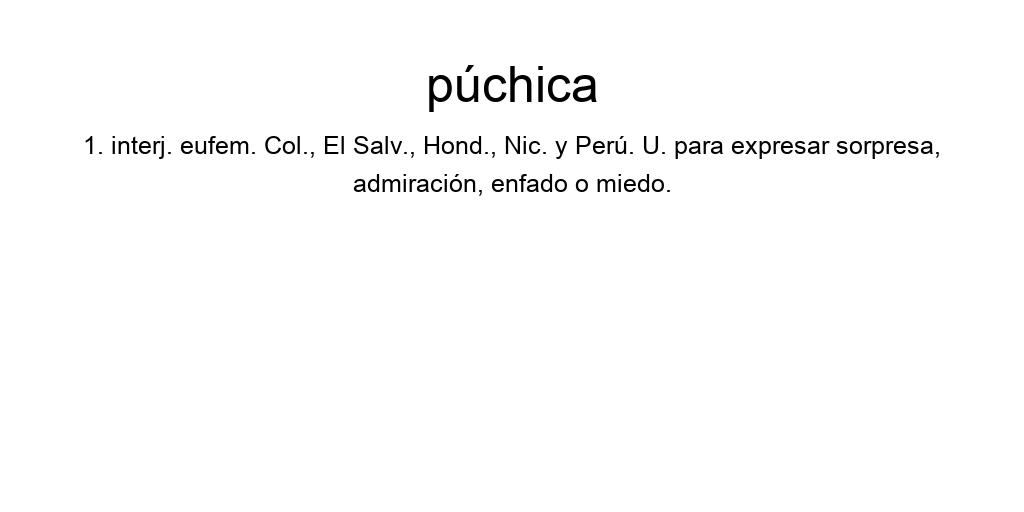 púchica
1. interj. eufem. Col., El Salv., Hond., Nic. y Perú. U. para expresar sorpresa,
admiración, enfado o miedo.